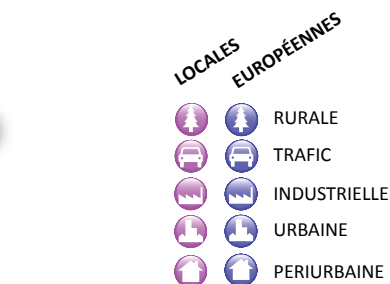 LOCALES
EUROPÉENNES
RURALE
TRAFIC
INDUSTRIELLE
URBAINE
PERIURBAINE